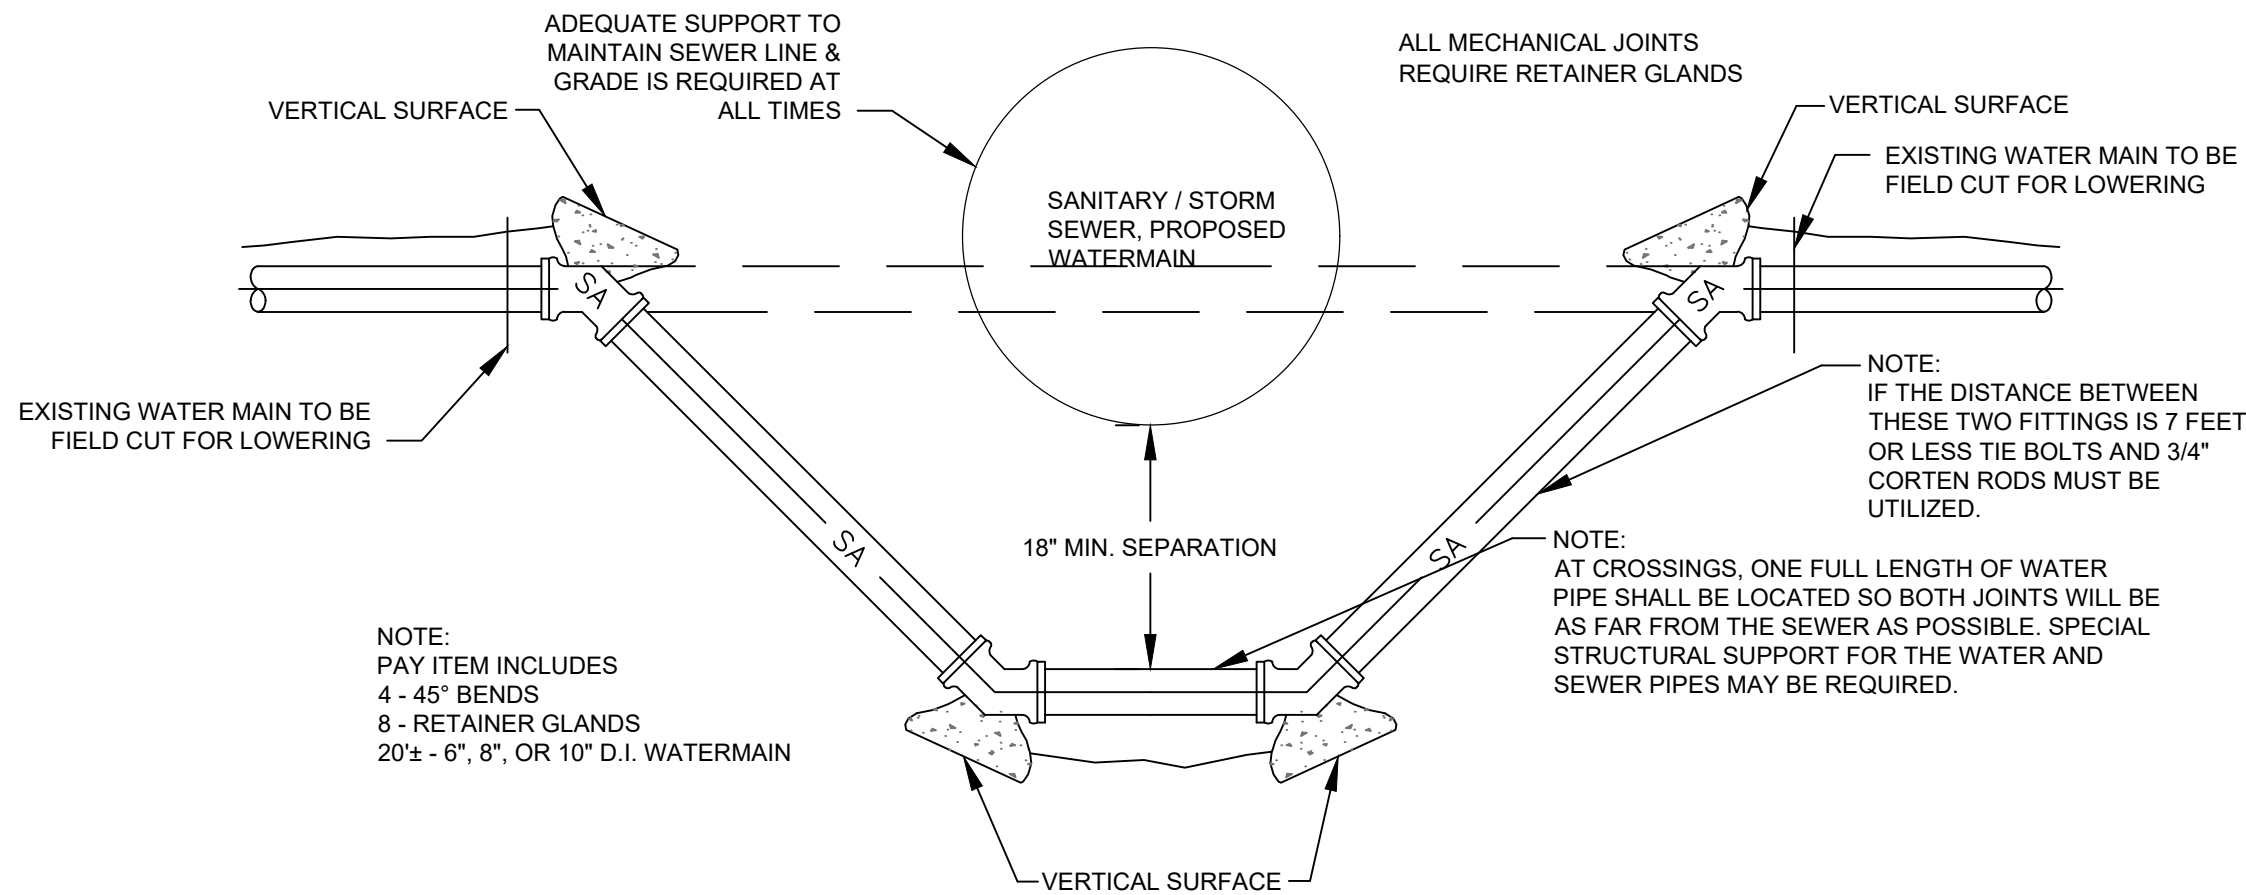 ADEQUATE SUPPORT TO
MAINTAIN SEWER LINE &
GRADE IS REQUIRED AT
ALL TIMES
ALL MECHANICAL JOINTS
REQUIRE RETAINER GLANDS
VERTICAL SURFACE
VERTICAL SURFACE
EXISTING WATER MAIN TO BE
FIELD CUT FOR LOWERING
SANITARY / STORM
SEWER, PROPOSED
WATERMAIN
SA
SA
EXISTING WATER MAIN TO BE
FIELD CUT FOR LOWERING
NOTE:
IF THE DISTANCE BETWEEN
THESE TWO FITTINGS IS 7 FEET
OR LESS TIE BOLTS AND 3/4"
CORTEN RODS MUST BE
UTILIZED.
SA
18" MIN. SEPARATION
SA
NOTE:
AT CROSSINGS, ONE FULL LENGTH OF WATER
PIPE SHALL BE LOCATED SO BOTH JOINTS WILL BE
AS FAR FROM THE SEWER AS POSSIBLE. SPECIAL
STRUCTURAL SUPPORT FOR THE WATER AND
SEWER PIPES MAY BE REQUIRED.
NOTE:
PAY ITEM INCLUDES
4 - 45° BENDS
8 - RETAINER GLANDS
20'± - 6", 8", OR 10" D.I. WATERMAIN
VERTICAL SURFACE